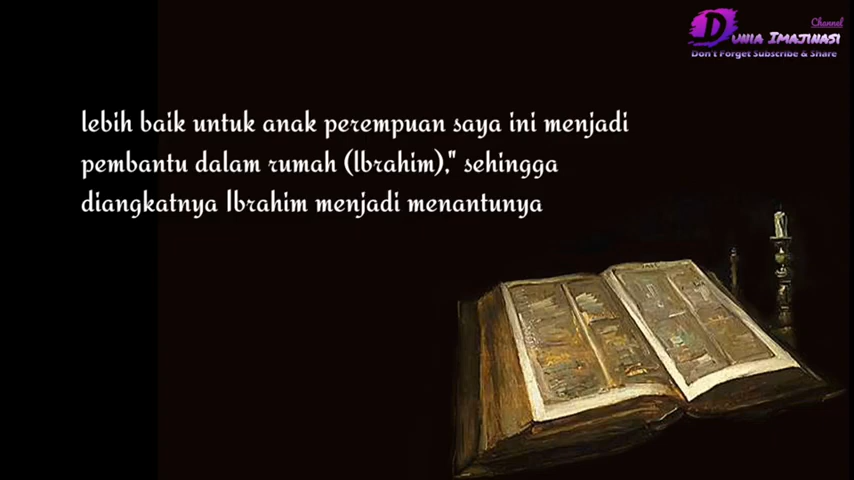 Channel
Dunia Imajinasi
Don't Forget Subscribe & Share
lebih baik untuk anak perempuan saya ini menjadi
pembantu dalam rumah (Ibrahim)," sehingga
diangkatnya Ibrahim menjadi menantunya